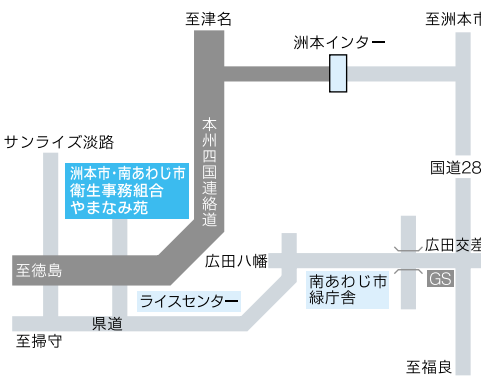 至津名
至洲本市
洲本インター
サンライズ淡路
本州四国連絡道
国道28
洲本市・南あわじ市
衛生事務組合
やまなみ苑
広田交差
至徳島
広田八幡
南あわじ市
緑庁舎
GS
ライスセンター
県道
至掃守
至福良